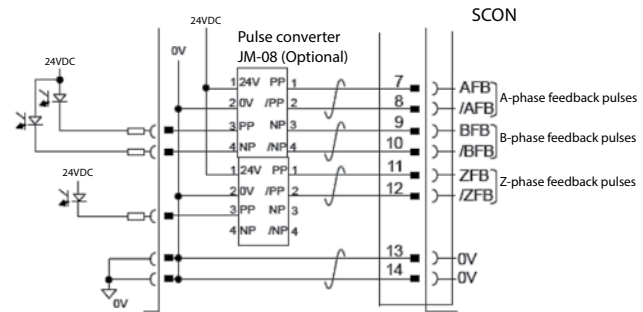 SCON
24VDC
24VDC
0V
Pulse converter
JM-08 (Optional)
1 24V PP 1 7 AFB
2 0V /PP 2 8 /AFB
A-phase feedback pulses
3 PP NP 3 9 BFB
4 NP /NP 4 10 /BFB
B-phase feedback pulses
24VDC
1 24V PP 1 11 ZFB
2 0V /PP 2 12 /ZFB
Z-phase feedback pulses
3 PP NP 3
4 NP /NP 4
13 0V
14 0V
0V